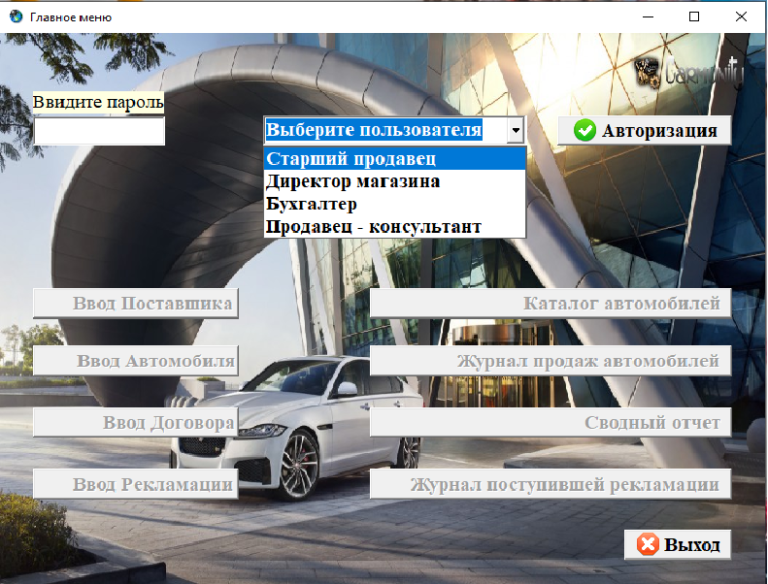 Главное меню
Carmunity
Ввидите пароль
Выберите пользователя
Авторизация
Старший продавец
Директор магазина
Бухгалтер
Продавец - консультант
Ввод Поставшика
Каталог автомобилей
Ввод Автомобиля
Журнал продаж автомобилей
Ввод Договора
Сводный отчет
Ввод Рекламации
Журнал поступившей рекламации
Выход